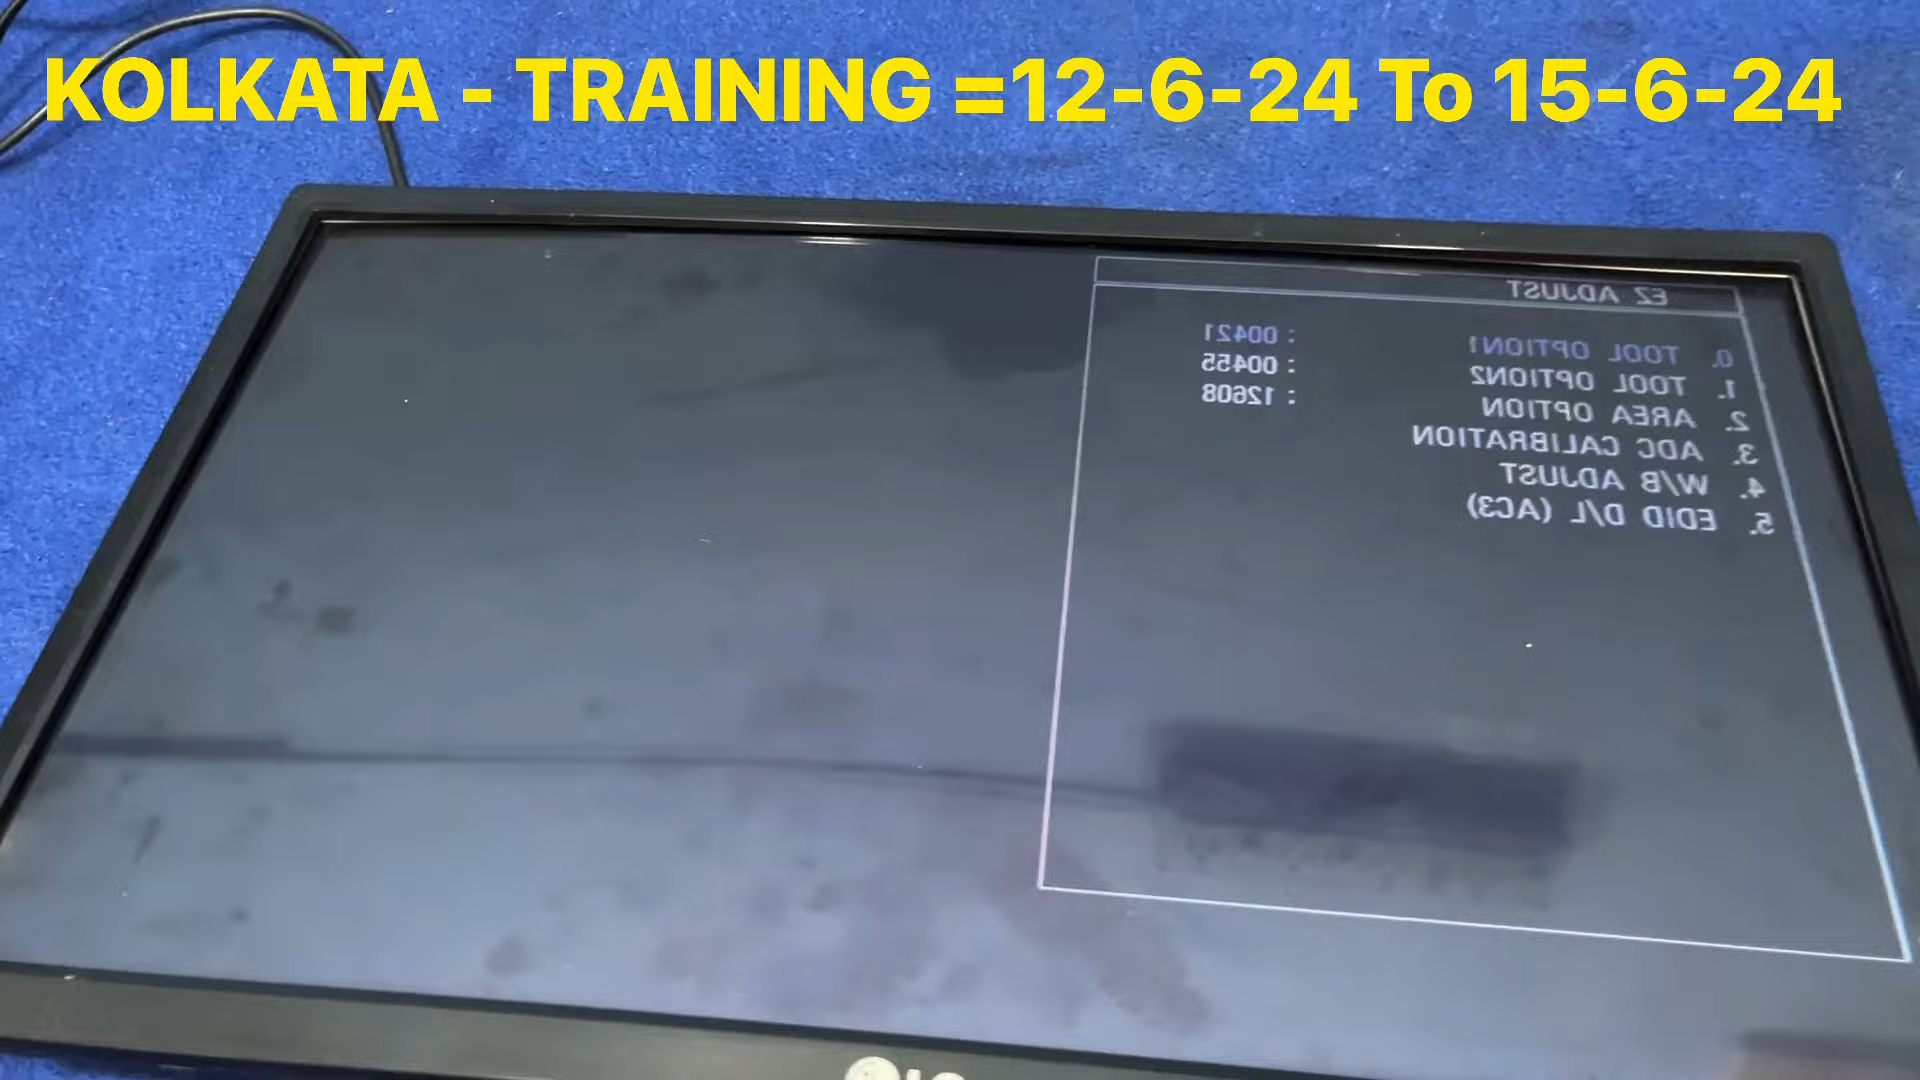 KOLKATA - TRAINING =12-6-24 To 15-6-24
EZ ADJUST
0. TOOL OPTION1 : 00421
1. TOOL OPTION2 : 00455
2. AREA OPTION : 12608
3. ADC CALIBRATION
4. W/B ADJUST
5. EDID D/L (AC3)